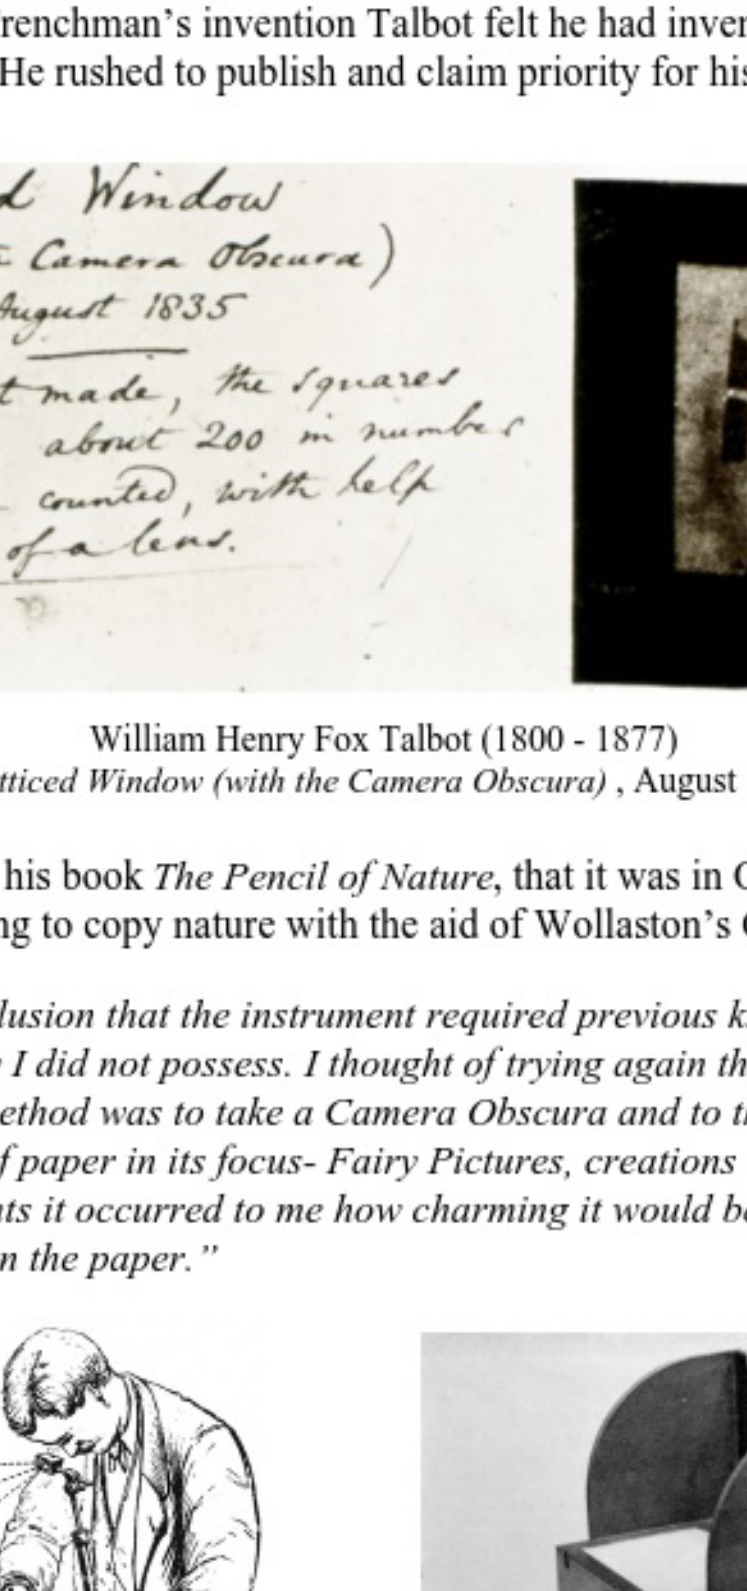 renchman's invention Talbot felt he had inven
He rushed to publish and claim priority for his
d Window
Camera Obscura)
August 1835
t made, the squares
about 200 in number
counted, with help
of a lens.
William Henry Fox Talbot (1800 - 1877)
tticed Window (with the Camera Obscura) , August
his book The Pencil of Nature, that it was in O
ng to copy nature with the aid of Wollaston's C
lusion that the instrument required previous k
I did not possess. I thought of trying again th
ethod was to take a Camera Obscura and to th
f paper in its focus- Fairy Pictures, creations
nts it occurred to me how charming it would be
n the paper."